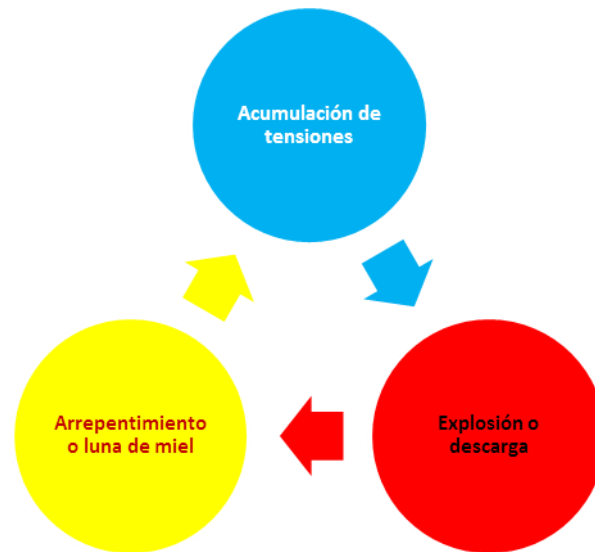 Acumulación de
tensiones
Explosión o
descarga
Arrepentimiento
o luna de miel